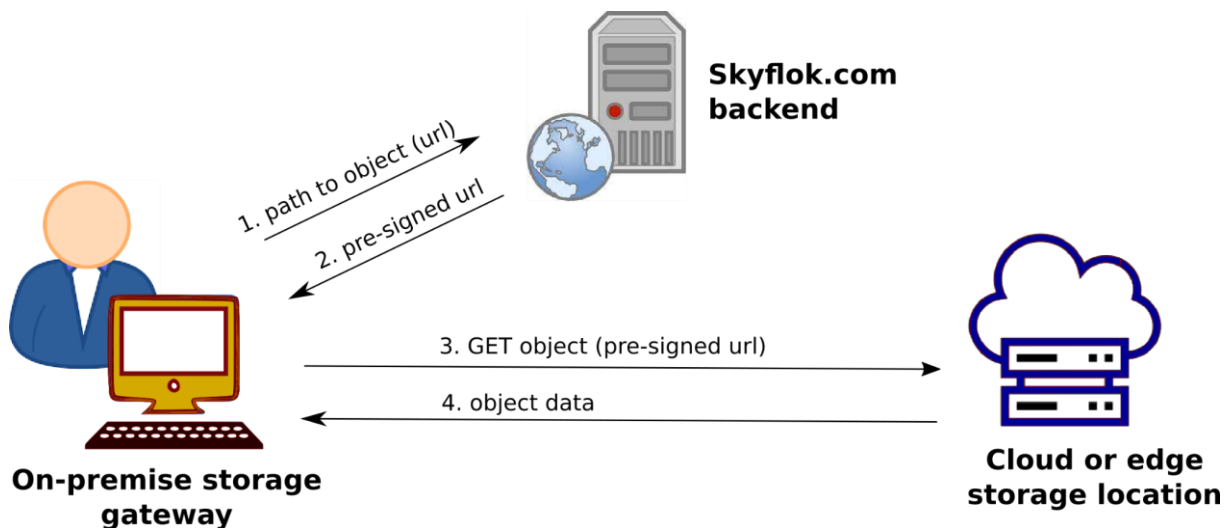 Skyflok.com
backend
1. path to object (url)
2. pre-signed url
3. GET object (pre-signed url)
4. object data
On-premise storage
gateway
Cloud or edge
storage location